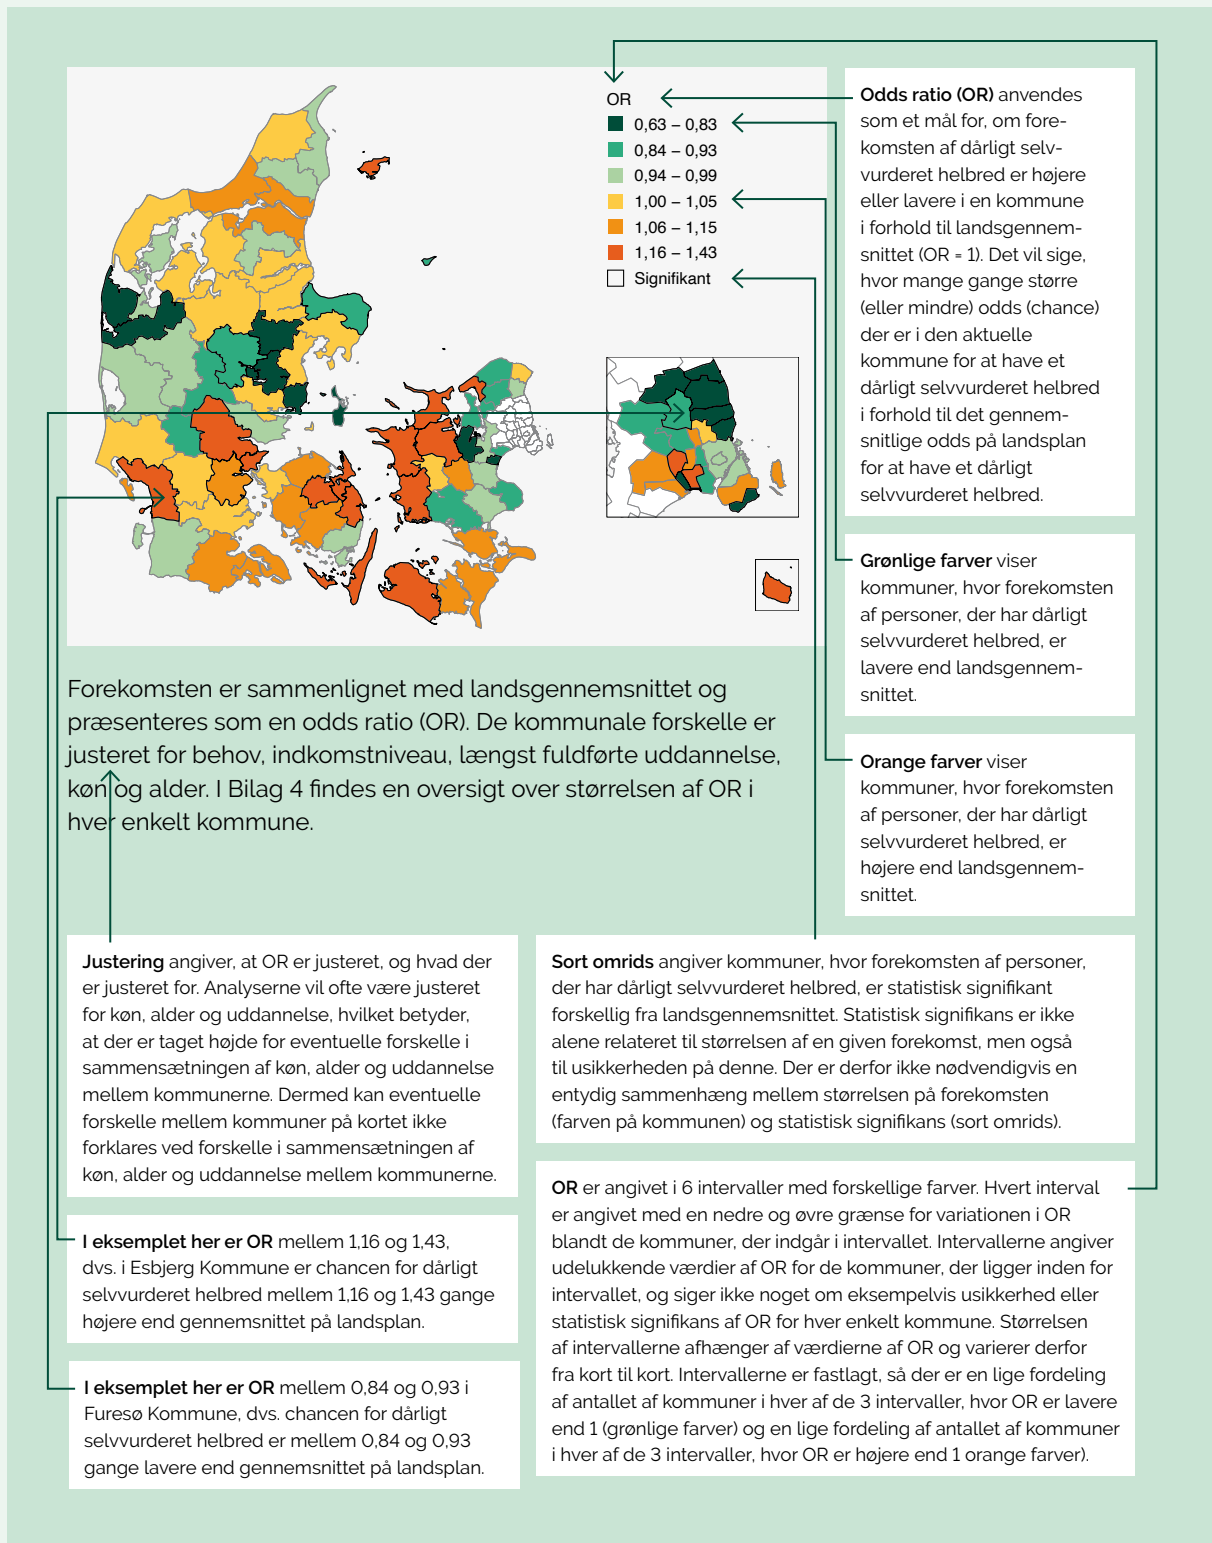 OR
0,63 – 0,83
0,84 – 0,93
0,94 – 0,99
1,00 – 1,05
1,06 – 1,15
1,16 – 1,43
Signifikant
Odds ratio (OR) anvendes
som et mål for, om fore-
komsten af dårligt selv-
vurderet helbred er højere
eller lavere i en kommune
i forhold til landsgennem-
snittet (OR = 1). Det vil sige,
hvor mange gange større
(eller mindre) odds (chance)
der er i den aktuelle
kommune for at have et
dårligt selvvurderet helbred
i forhold til det gennem-
snitlige odds på landsplan
for at have et dårligt
selvvurderet helbred.
Grønlige farver viser
kommuner, hvor forekomsten
af personer, der har dårligt
selvvurderet helbred, er
lavere end landsgennem-
snittet.
Orange farver viser
kommuner, hvor forekomsten
af personer, der har dårligt
selvvurderet helbred, er
højere end landsgennem-
snittet.
Forekomsten er sammenlignet med landsgennemsnittet og
præsenteres som en odds ratio (OR). De kommunale forskelle er
justeret for behov, indkomstniveau, længst fuldførte uddannelse,
køn og alder. I Bilag 4 findes en oversigt over størrelsen af OR i
hver enkelt kommune.
Justering angiver, at OR er justeret, og hvad der
er justeret for. Analyserne vil ofte være justeret
for køn, alder og uddannelse, hvilket betyder,
at der er taget højde for eventuelle forskelle i
sammensætningen af køn, alder og uddannelse
mellem kommunerne. Dermed kan eventuelle
forskelle mellem kommuner på kortet ikke
forklares ved forskelle i sammensætningen af
køn, alder og uddannelse mellem kommunerne.
I eksemplet her er OR mellem 1,16 og 1,43,
dvs. i Esbjerg Kommune er chancen for dårligt
selvvurderet helbred mellem 1,16 og 1,43 gange
højere end gennemsnittet på landsplan.
I eksemplet her er OR mellem 0,84 og 0,93 i
Furesø Kommune, dvs. chancen for dårligt
selvvurderet helbred er mellem 0,84 og 0,93
gange lavere end gennemsnittet på landsplan.
Sort omrids angiver kommuner, hvor forekomsten af personer,
der har dårligt selvvurderet helbred, er statistisk signifikant
forskellig fra landsgennemsnittet. Statistisk signifikans er ikke
alene relateret til størrelsen af en given forekomst, men også
til usikkerheden på denne. Der er derfor ikke nødvendigvis en
entydig sammenhæng mellem størrelsen på forekomsten
(farven på kommunen) og statistisk signifikans (sort omrids).
OR er angivet i 6 intervaller med forskellige farver. Hvert interval
er angivet med en nedre og øvre grænse for variationen i OR
blandt de kommuner, der indgår i intervallet. Intervallerne angiver
udelukkende værdier af OR for de kommuner, der ligger inden for
intervallet, og siger ikke noget om eksempelvis usikkerhed eller
statistisk signifikans af OR for hver enkelt kommune. Størrelsen
af intervallerne afhænger af værdierne af OR og varierer derfor
fra kort til kort. Intervallerne er fastlagt, så der er en lige fordeling
af antallet af kommuner i hver af de 3 intervaller, hvor OR er lavere
end 1 (grønlige farver) og en lige fordeling af antallet af kommuner
i hver af de 3 intervaller, hvor OR er højere end 1 orange farver).